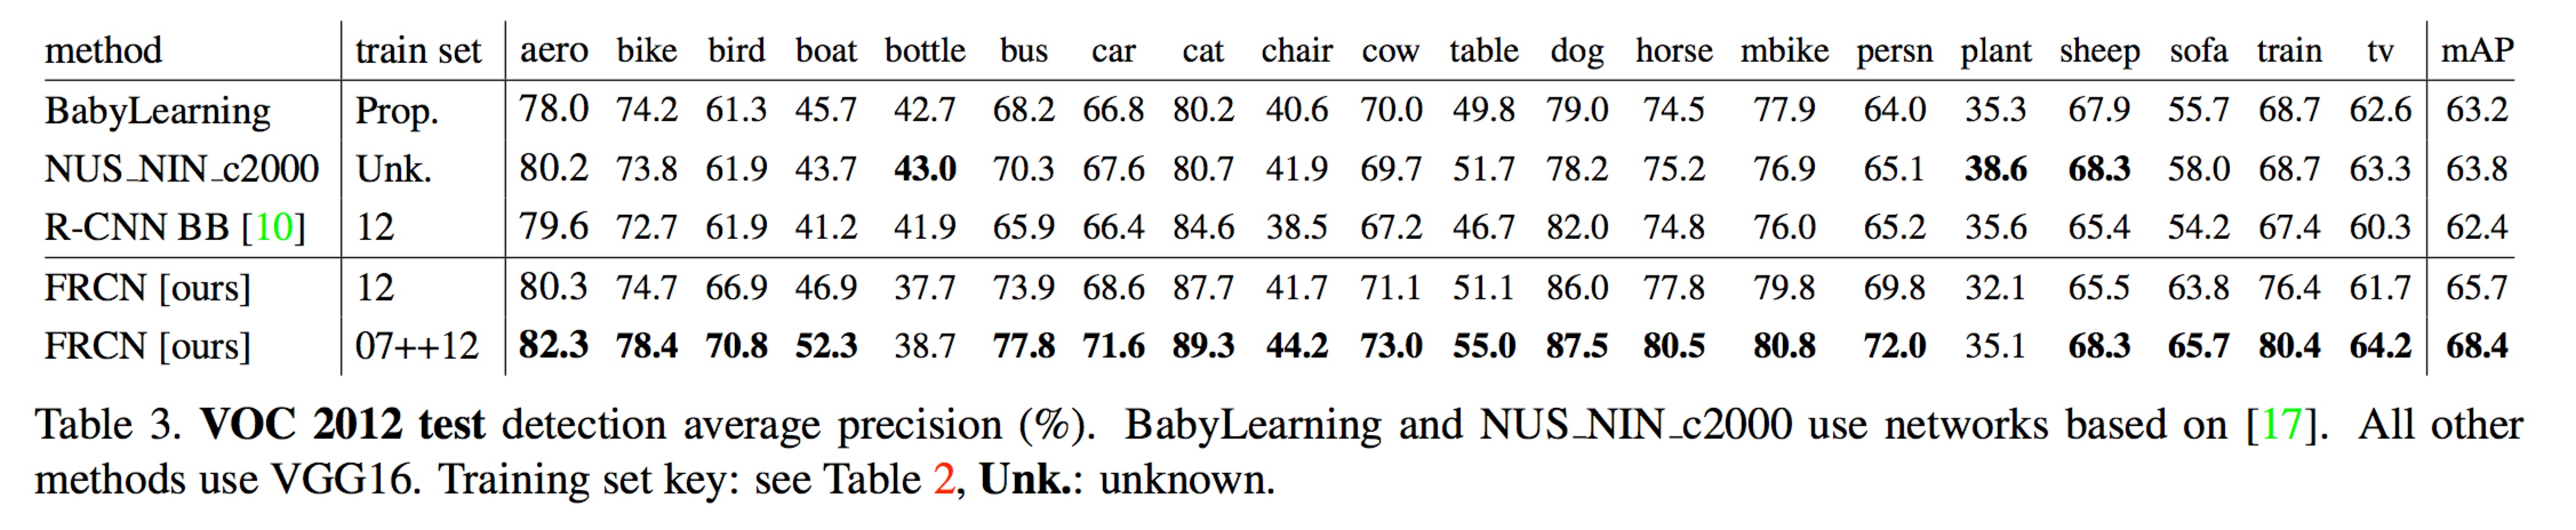 method train set aero bike bird boat bottle bus car cat chair cow table dog horse mbike persn plant sheep sofa train tv mAP
BabyLearning Prop. 78.0 74.2 61.3 45.7 42.7 68.2 66.8 80.2 40.6 70.0 49.8 79.0 74.5 77.9 64.0 35.3 67.9 55.7 68.7 62.6 63.2
NUS_NIN_c2000 Unk. 80.2 73.8 61.9 43.7 43.0 70.3 67.6 80.7 41.9 69.7 51.7 78.2 75.2 76.9 65.1 38.6 68.3 58.0 68.7 63.3 63.8
R-CNN BB [10] 12 79.6 72.7 61.9 41.2 41.9 65.9 66.4 84.6 38.5 67.2 46.7 82.0 74.8 76.0 65.2 35.6 65.4 54.2 67.4 60.3 62.4
FRCN [ours] 12 80.3 74.7 66.9 46.9 37.7 73.9 68.6 87.7 41.7 71.1 51.1 86.0 77.8 79.8 69.8 32.1 65.5 63.8 76.4 61.7 65.7
FRCN [ours] 07++12 82.3 78.4 70.8 52.3 38.7 77.8 71.6 89.3 44.2 73.0 55.0 87.5 80.5 80.8 72.0 35.1 68.3 65.7 80.4 64.2 68.4
Table 3. VOC 2012 test detection average precision (%). BabyLearning and NUS_NIN_c2000 use networks based on [17]. All other
methods use VGG16. Training set key: see Table 2, Unk.: unknown.